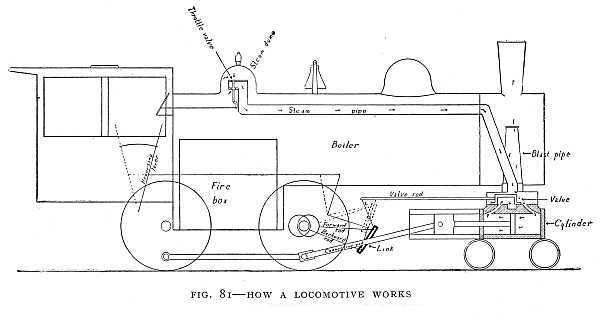 Throttle valve
Steam dome
Steam pipe
Boiler
Blast pipe
Reversing
lever
Fire
box
Valve rod
Valve
Cylinder
Forward
rod
Backward
rod
Link
FIG. 81—HOW A LOCOMOTIVE WORKS